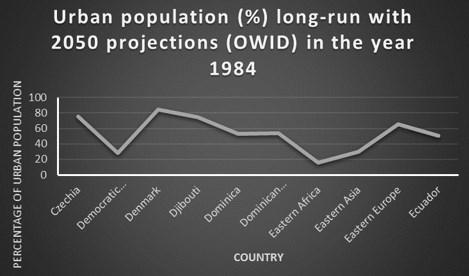 Urban population (%) long-run with
2050 projections (OWID) in the year
1984
PERCENTAGE OF URBAN POPULATION
100
80
60
40
20
0
Czechia
Democratic...
Denmark
Djibouti
Dominica
Dominican...
Eastern Africa
Eastern Asia
Eastern Europe
Ecuador
COUNTRY